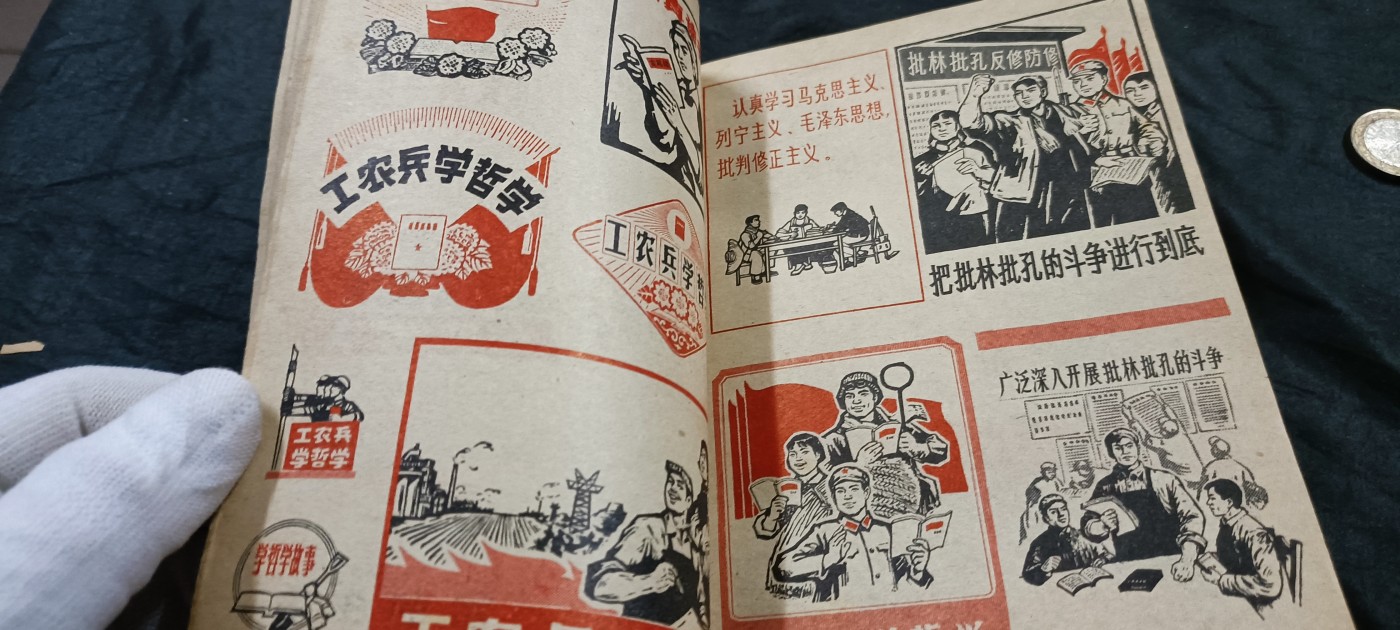 工农兵学哲学
工农兵学
工农兵
学哲学
学哲学故事
认真学习马克思主义、
列宁主义、毛泽东思想,
批判修正主义。
批林批孔反修防修
把批林批孔的斗争进行到底
广泛深入开展批林批孔的斗争